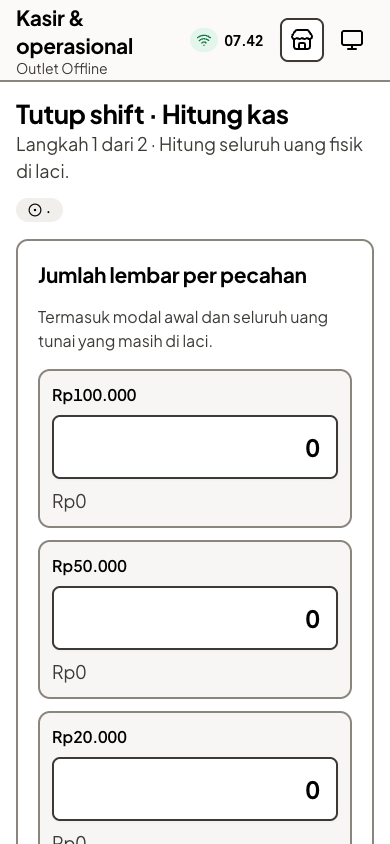 Kasir &
operasional
Outlet Offline
07.42
Tutup shift · Hitung kas
Langkah 1 dari 2 · Hitung seluruh uang fisik
di laci.
·
Jumlah lembar per pecahan
Termasuk modal awal dan seluruh uang
tunai yang masih di laci.
Rp100.000
0
Rp0
Rp50.000
0
Rp0
Rp20.000
0
Rp0